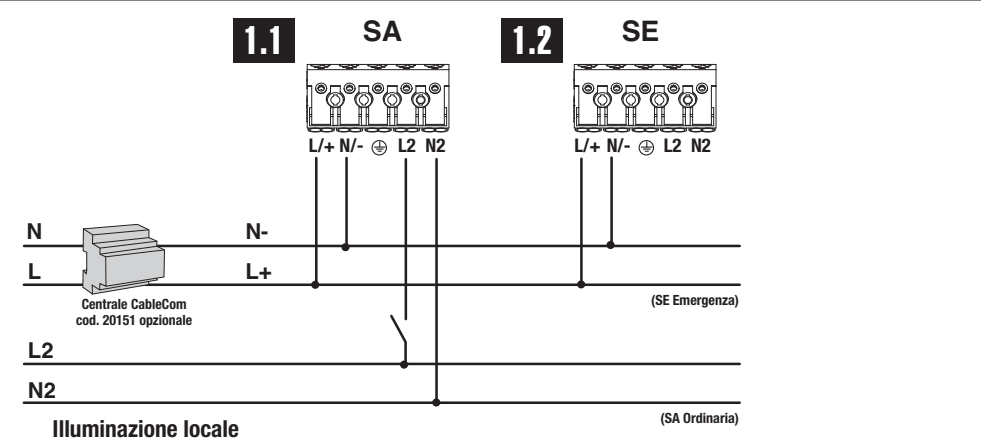 1.1 SA 1.2 SE
L/+ N/- L2 N2 L/+ N/- L2 N2
N N-
L L+
Centrale CableCom
cod. 20151 opzionale
(SE Emergenza)
L2
N2
Illuminazione locale
(SA Ordinaria)